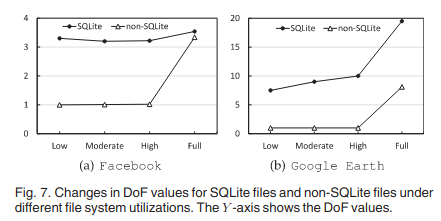 4
3
2
1
0
SQLite
non-SQLite
Low
Moderate
High
Full
(a) Facebook
20
15
10
5
0
SQLite
non-SQLite
Low
Moderate
High
Full
(b) Google Earth
Fig. 7. Changes in DoF values for SQLite files and non-SQLite files under
different file system utilizations. The Y-axis shows the DoF values.